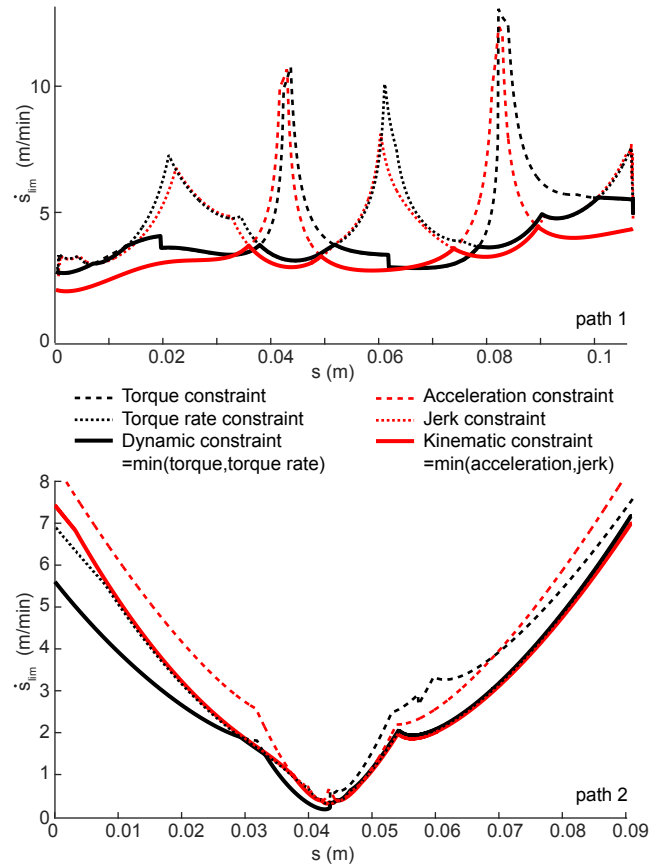 10
5
0
ṡlim (m/min)
path 1
0 0.02 0.04 0.06 0.08 0.1
s (m)
Torque constraint
Torque rate constraint
Dynamic constraint
=min(torque,torque rate)
Acceleration constraint
Jerk constraint
Kinematic constraint
=min(acceleration,jerk)
8
7
6
5
4
3
2
1
0
ṡlim (m/min)
path 2
0 0.01 0.02 0.03 0.04 0.05 0.06 0.07 0.08 0.09
s (m)